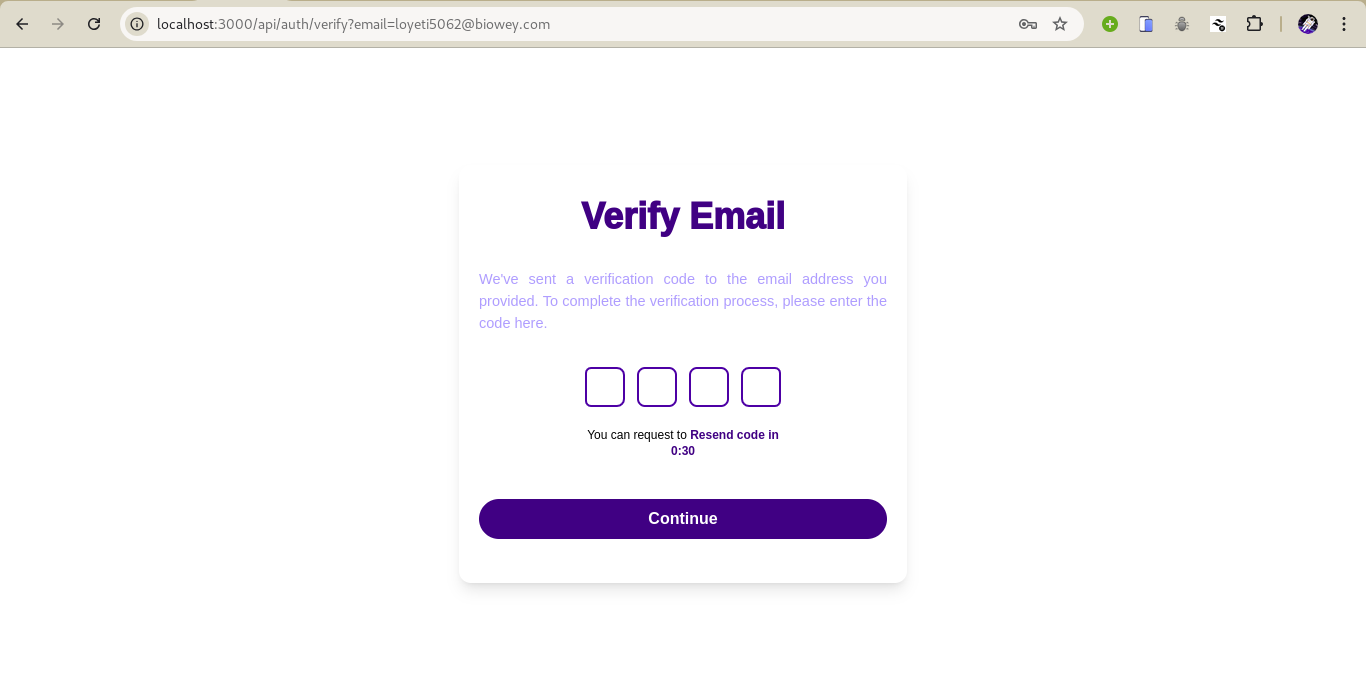 localhost:3000/api/auth/verify?email=loyeti5062@biowey.com
Verify Email
We've sent a verification code to the email address you
provided. To complete the verification process, please enter the
code here.
You can request to Resend code in
0:30
Continue